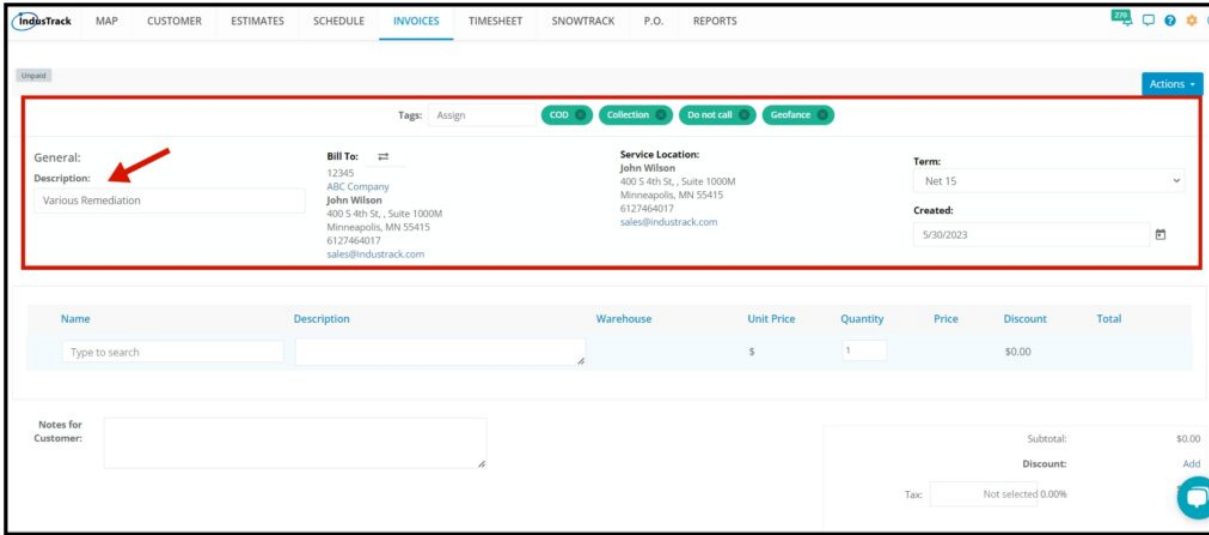 IndusTrack MAP CUSTOMER ESTIMATES SCHEDULE INVOICES TIMESHEET SNOWTRACK P.O. REPORTS 270
Unpaid
Actions
Tags: Assign COD Collection Do not call Geofance
General:
Description:
Various Remediation
Bill To:
12345
ABC Company
John Wilson
400 S 4th St, , Suite 1000M
Minneapolis, MN 55415
6127464017
sales@industrack.com
Service Location:
John Wilson
400 S 4th St, , Suite 1000M
Minneapolis, MN 55415
6127464017
sales@industrack.com
Term:
Net 15
Created:
5/30/2023
Name Description Warehouse Unit Price Quantity Price Discount Total
Type to search $ 1 $0.00
Notes for
Customer:
Subtotal: $0.00
Discount: Add
Tax: Not selected 0.00%